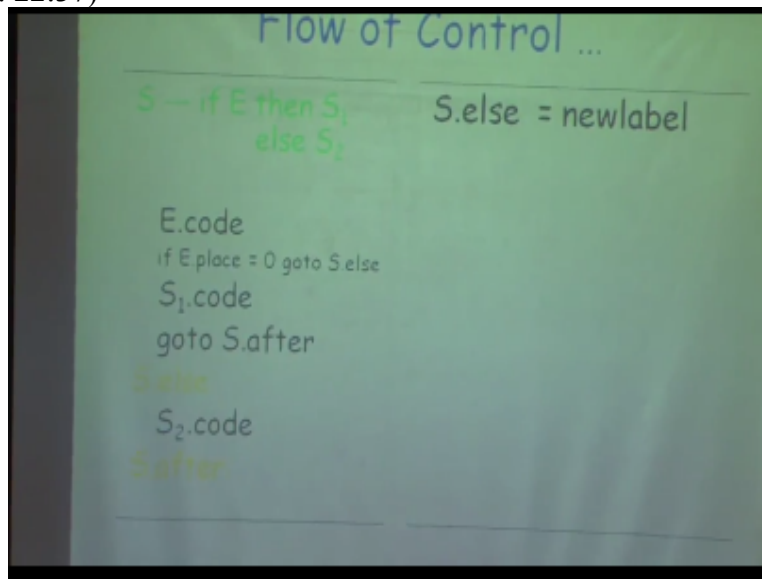 Flow of Control ...
S → if E then S₁
else S₂
S.else = newlabel
E.code
if E.place = 0 goto S.else
S₁.code
goto S.after
S.else:
S₂.code
S.after: